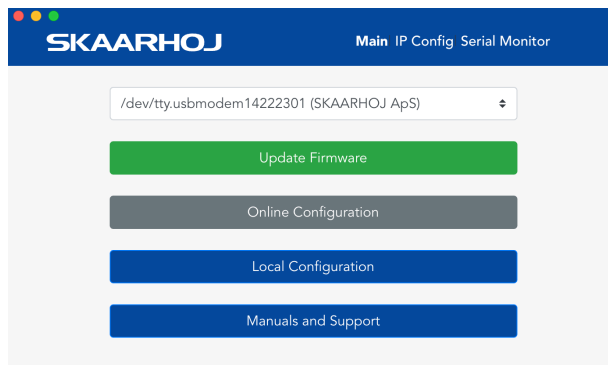 SKAARHOJ
Main IP Config Serial Monitor
/dev/tty.usbmodem14222301 (SKAARHOJ ApS)
Update Firmware
Online Configuration
Local Configuration
Manuals and Support